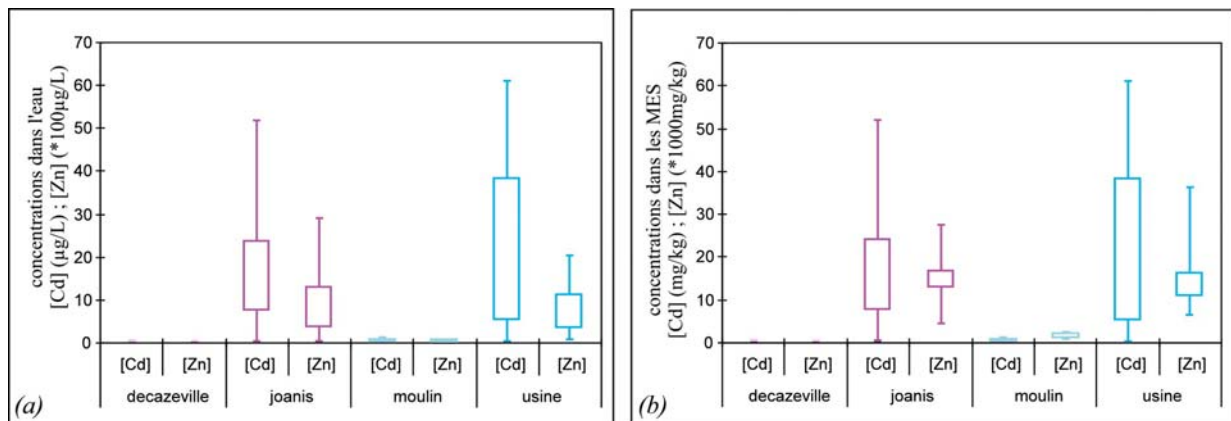 concentrations dans l'eau
[Cd] (µg/L) ; [Zn] (*100µg/L)
70
60
50
40
30
20
10
0
[Cd] [Zn] [Cd] [Zn] [Cd] [Zn] [Cd] [Zn]
decazeville joanis moulin usine
(a)
concentrations dans les MES
[Cd] (mg/kg) ; [Zn] (*1000mg/kg)
70
60
50
40
30
20
10
0
[Cd] [Zn] [Cd] [Zn] [Cd] [Zn] [Cd] [Zn]
decazeville joanis moulin usine
(b)